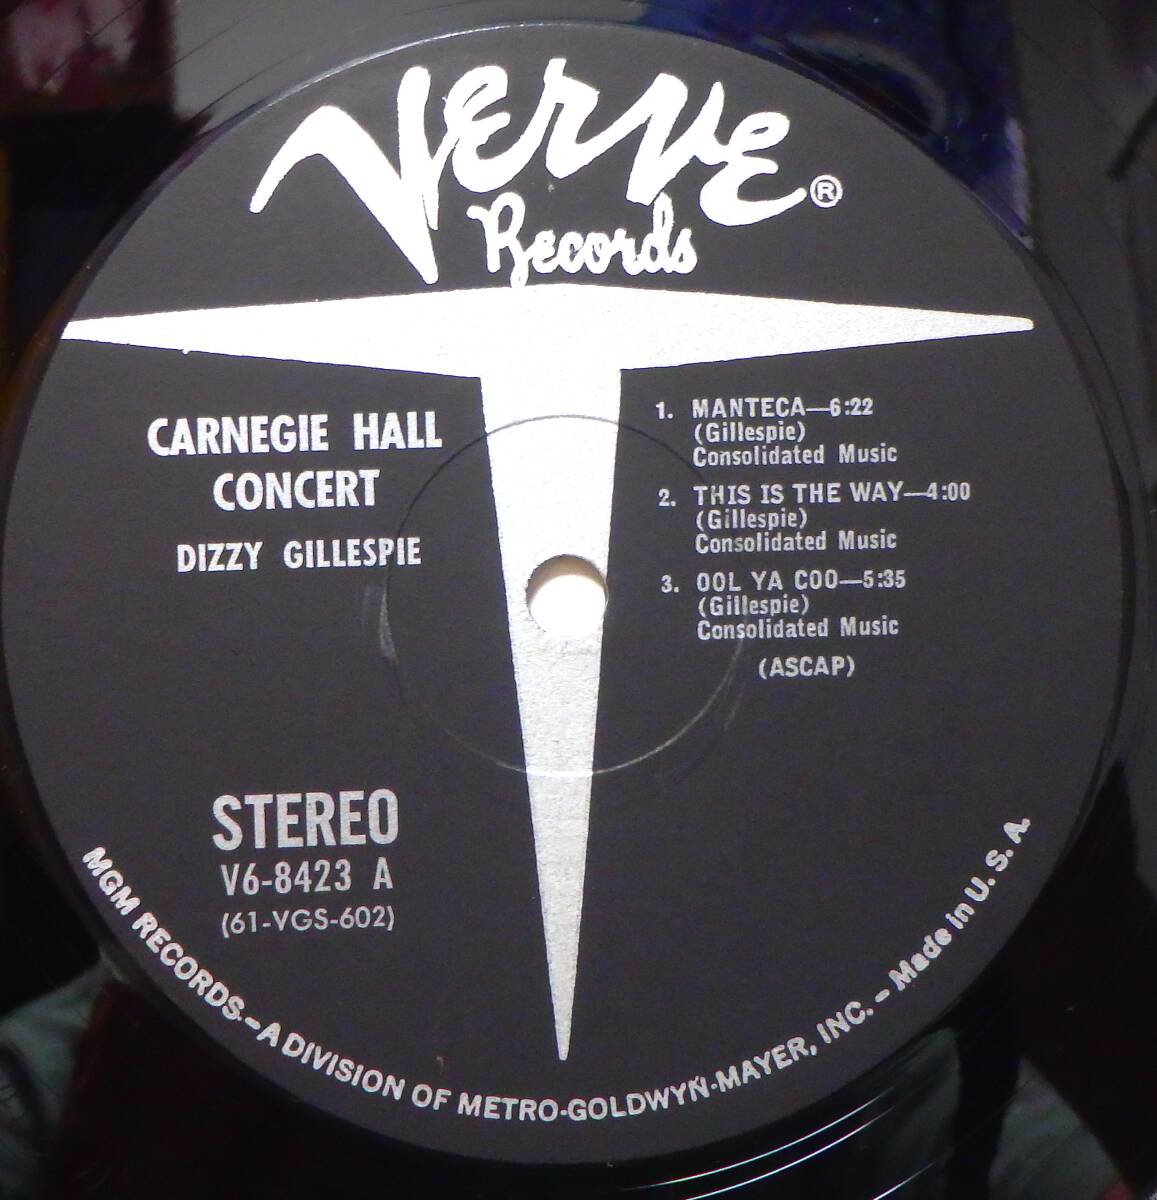 Verve®
Records
CARNEGIE HALL
CONCERT
DIZZY GILLESPIE
1. MANTECA—6:22
(Gillespie)
Consolidated Music
2. THIS IS THE WAY—4:00
(Gillespie)
Consolidated Music
3. OOL YA COO—5:35
(Gillespie)
Consolidated Music
(ASCAP)
STEREO
V6-8423 A
(61-VGS-602)
MGM RECORDS.—A DIVISION OF METRO-GOLDWYN-MAYER, INC. — Made in U. S. A.